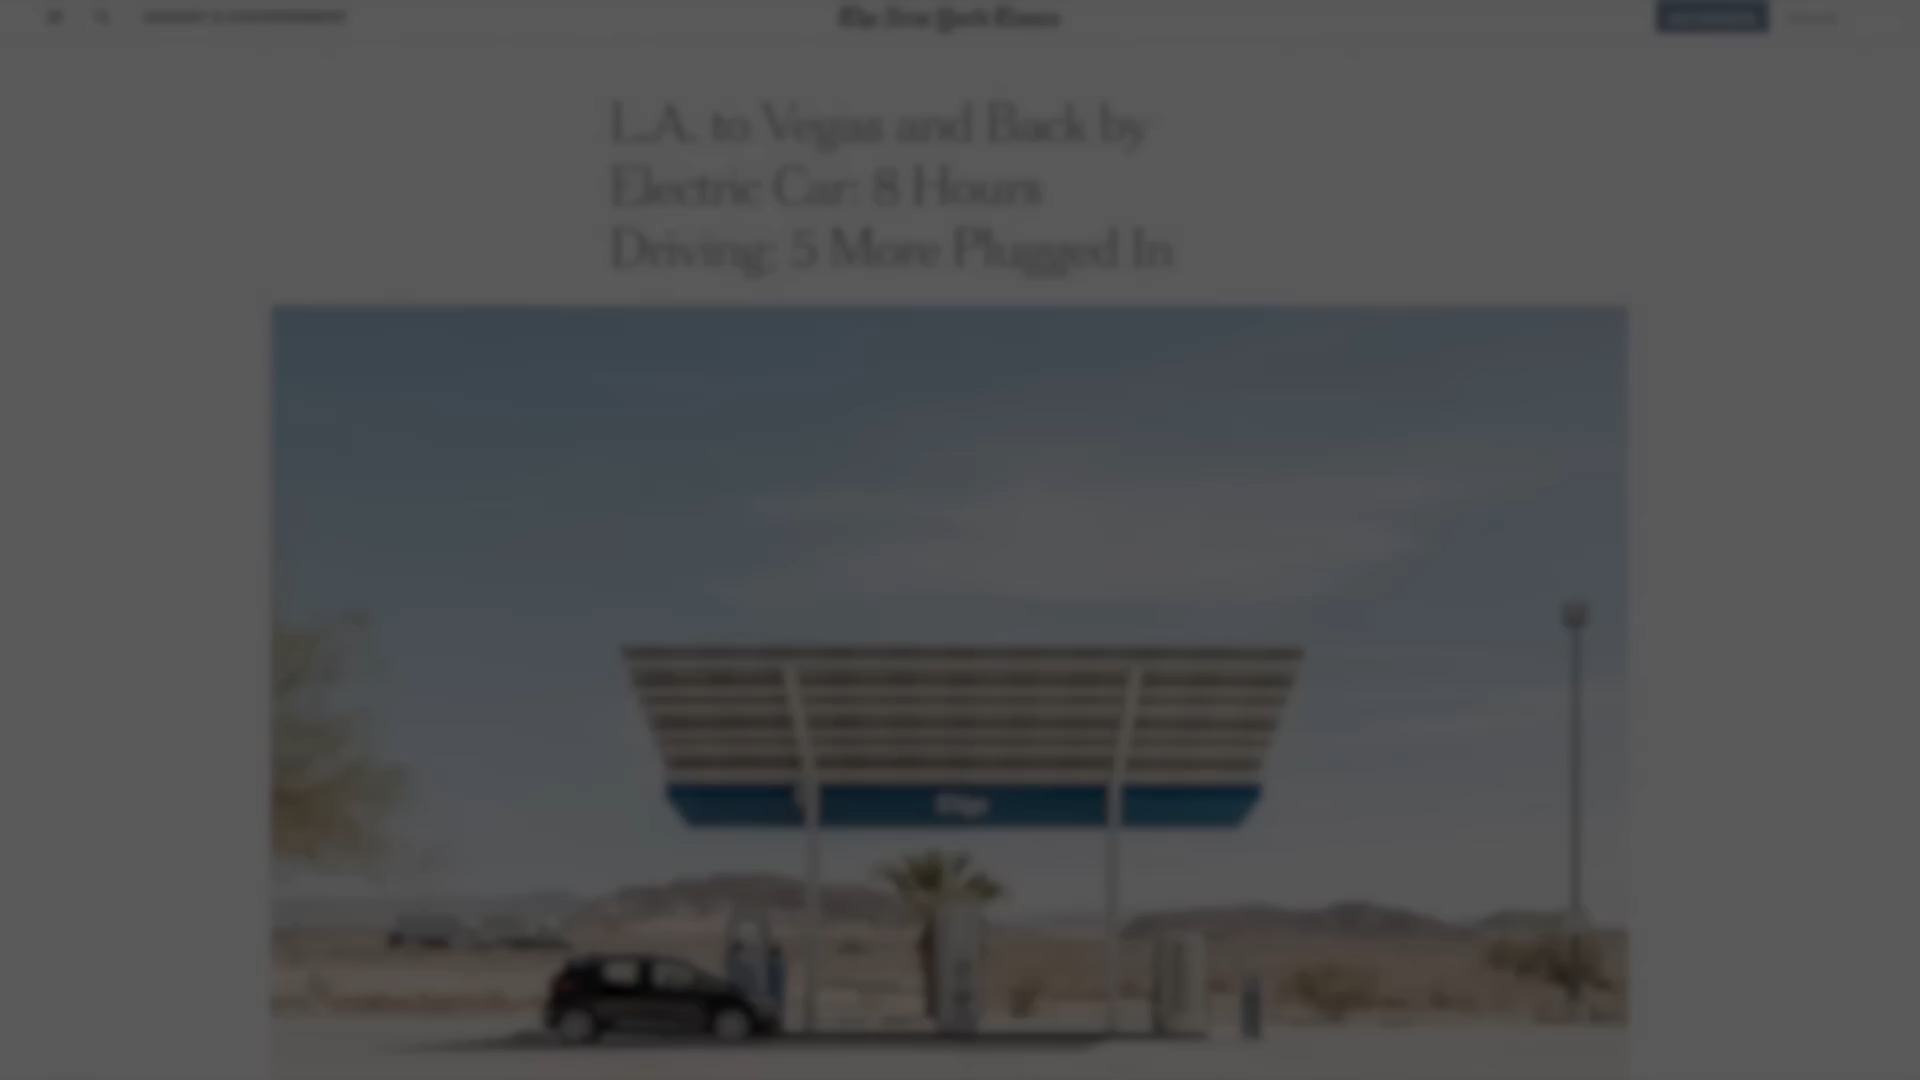 The New York Times
L.A. to Vegas and Back by
Electric Car: 8 Hours
Driving; 5 More Plugged In